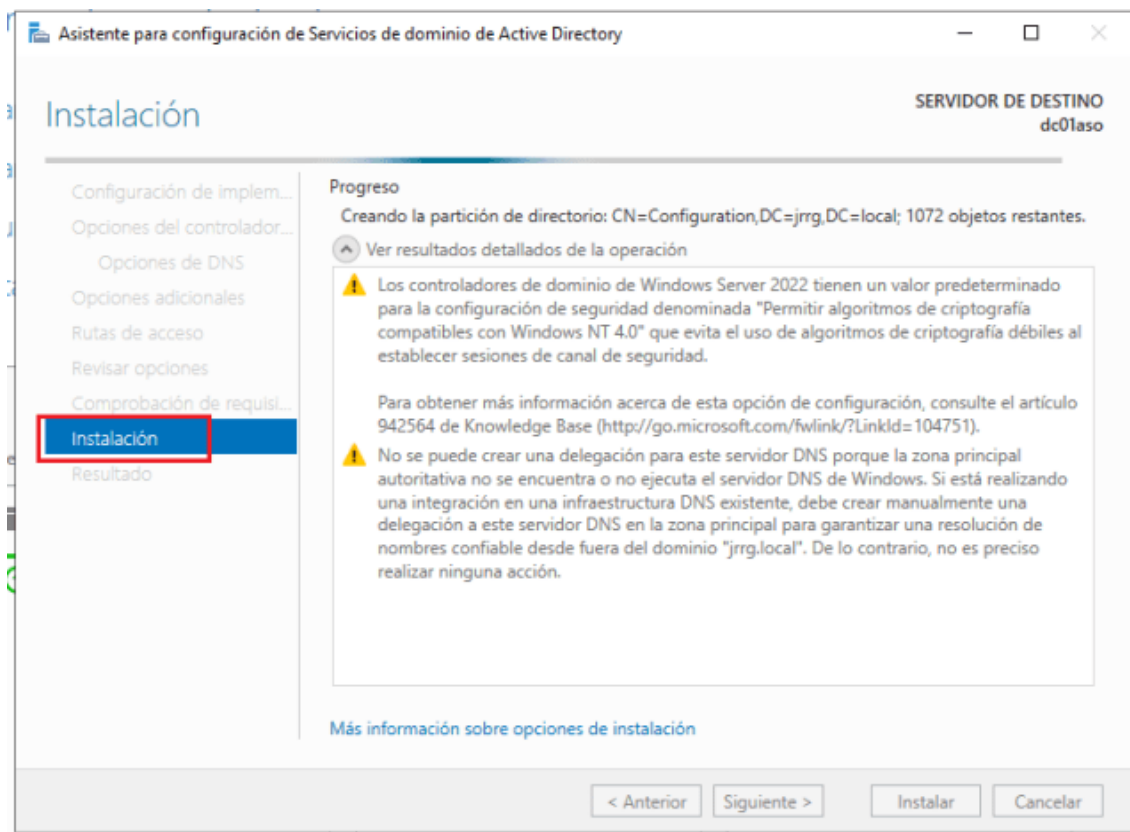 Asistente para configuración de Servicios de dominio de Active Directory
Instalación
SERVIDOR DE DESTINO
dc01aso
Configuración de implem...
Opciones del controlador...
Opciones de DNS
Opciones adicionales
Rutas de acceso
Revisar opciones
Comprobación de requisi...
Instalación
Resultado
Progreso
Creando la partición de directorio: CN=Configuration,DC=jrrg,DC=local; 1072 objetos restantes.
Ver resultados detallados de la operación
Los controladores de dominio de Windows Server 2022 tienen un valor predeterminado
para la configuración de seguridad denominada "Permitir algoritmos de criptografía
compatibles con Windows NT 4.0" que evita el uso de algoritmos de criptografía débiles al
establecer sesiones de canal de seguridad.
Para obtener más información acerca de esta opción de configuración, consulte el artículo
942564 de Knowledge Base (http://go.microsoft.com/fwlink/?LinkId=104751).
No se puede crear una delegación para este servidor DNS porque la zona principal
autoritativa no se encuentra o no ejecuta el servidor DNS de Windows. Si está realizando
una integración en una infraestructura DNS existente, debe crear manualmente una
delegación a este servidor DNS en la zona principal para garantizar una resolución de
nombres confiable desde fuera del dominio "jrrg.local". De lo contrario, no es preciso
realizar ninguna acción.
Más información sobre opciones de instalación
< Anterior
Siguiente >
Instalar
Cancelar